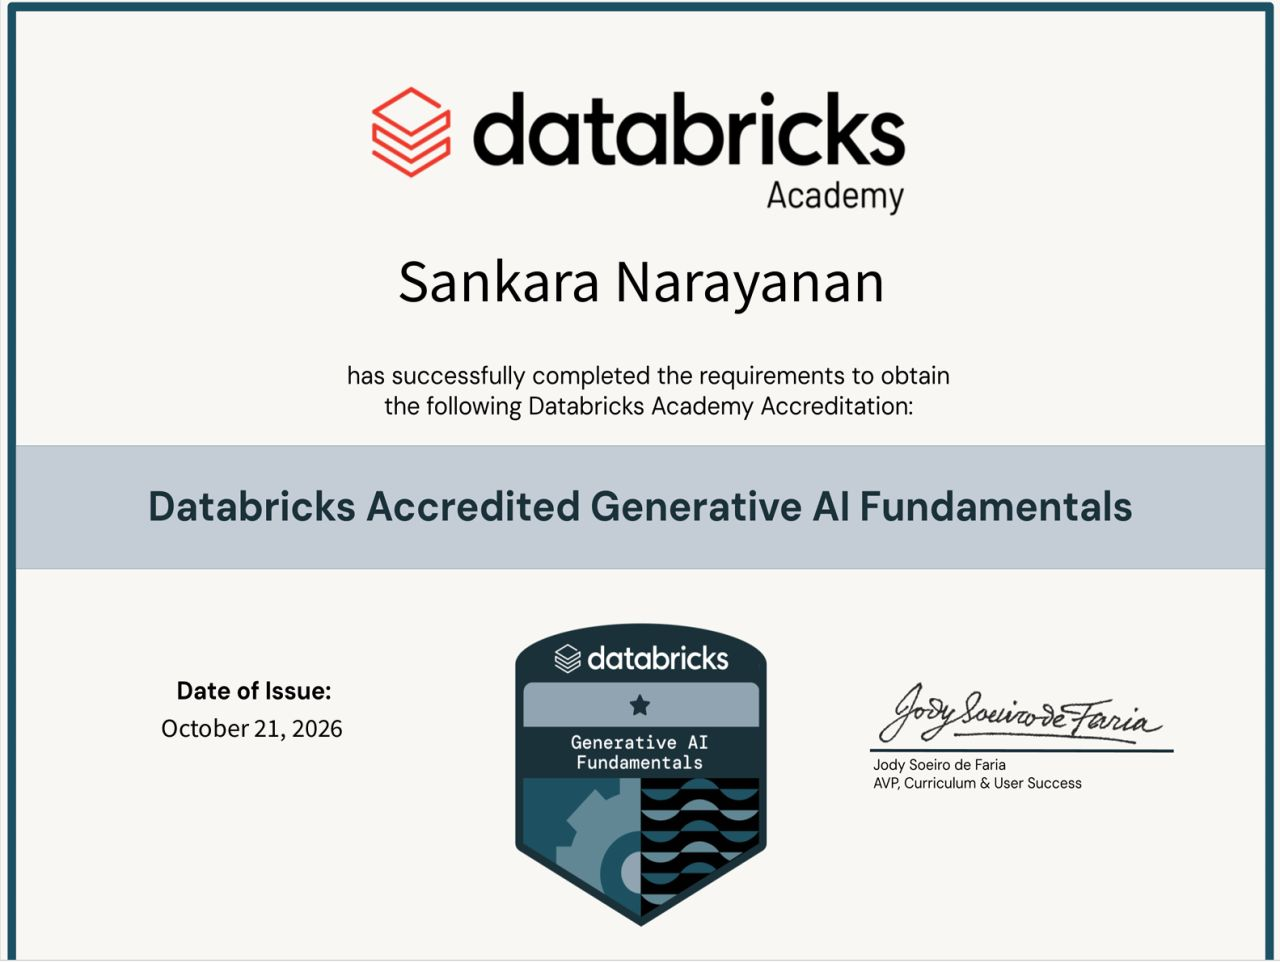 databricks
Academy
Sankara Narayanan
has successfully completed the requirements to obtain
the following Databricks Academy Accreditation:
Databricks Accredited Generative AI Fundamentals
Date of Issue:
October 21, 2026
databricks
Generative AI
Fundamentals
Jody Soeiro de Faria
Jody Soeiro de Faria
AVP, Curriculum & User Success